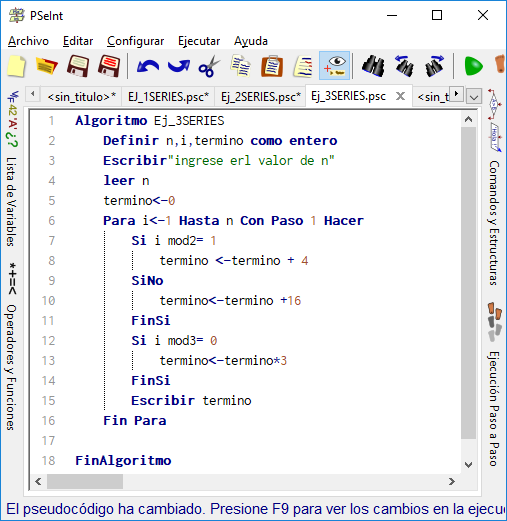 PSeInt
Archivo Editar Configurar Ejecutar Ayuda
<sin_titulo>* EJ_1SERIES.psc* Ej_2SERIES.psc* Ej_3SERIES.psc <sin_t
42 'A' ¿? Lista de Variables
*+=< Operadores y Funciones
1 Algoritmo Ej_3SERIES
2 Definir n,i,termino como entero
3 Escribir"ingrese erl valor de n"
4 leer n
5 termino<-0
6 Para i<-1 Hasta n Con Paso 1 Hacer
7 Si i mod2= 1
8 termino <-termino + 4
9 SiNo
10 termino<-termino +16
11 FinSi
12 Si i mod3= 0
13 termino<-termino*3
14 FinSi
15 Escribir termino
16 Fin Para
17
18 FinAlgoritmo
Comandos y Estructuras
Ejecución Paso a Paso
El pseudocódigo ha cambiado. Presione F9 para ver los cambios en la ejecu